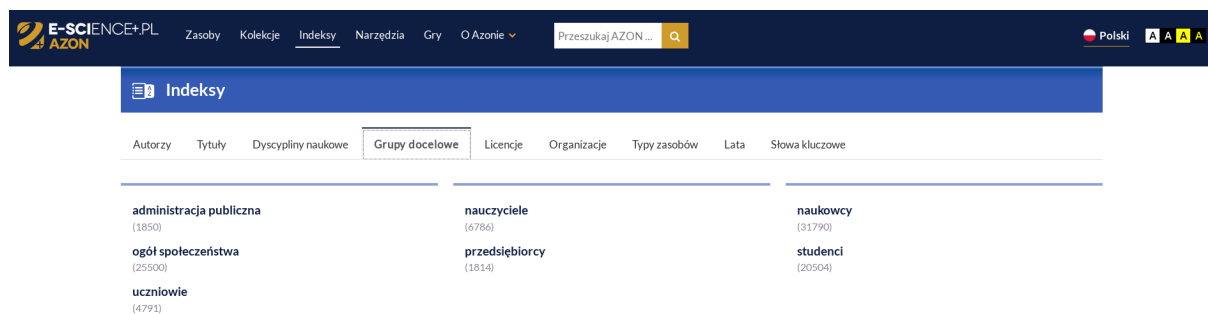 E-SCIENCE+.PL
AZON
Zasoby Kolekcje Indeksy Narzędzia Gry O Azonie Przeszukaj AZON ... Polski A A A A
Indeksy
Autorzy Tytuły Dyscypliny naukowe Grupy docelowe Licencje Organizacje Typy zasobów Lata Słowa kluczowe
administracja publiczna nauczyciele naukowcy
(1850) (6786) (31790)
ogół społeczeństwa przedsiębiorcy studenci
(25500) (1814) (20504)
uczniowie
(4791)